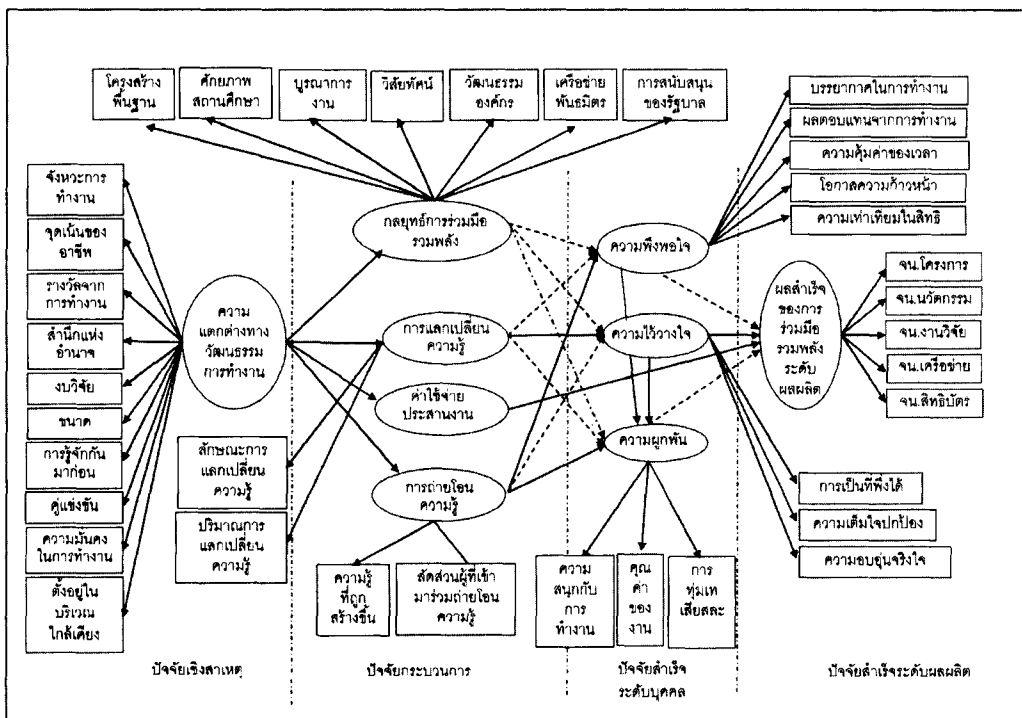 โครงสร้าง
พื้นฐาน
ศักยภาพ
สถานศึกษา
บูรณาการ
งาน
วิสัยทัศน์
วัฒนธรรม
องค์กร
เครือข่าย
พันธมิตร
การสนับสนุน
ของรัฐบาล
บรรยากาศในการทำงาน
ผลตอบแทนจากการทำงาน
ความคุ้มค่าของเวลา
โอกาสความก้าวหน้า
ความเท่าเทียมในสิทธิ
จังหวะการ
ทำงาน
จุดเน้นของ
อาชีพ
รางวัลจาก
การทำงาน
สำนึกแห่ง
อำนาจ
งบวิจัย
ขนาด
การรู้จักกัน
มาก่อน
คู่แข่งขัน
ความมั่นคง
ในการทำงาน
ตั้งอยู่ใน
บริเวณ
ใกล้เคียง
ความ
แตกต่างทาง
วัฒนธรรม
การทำงาน
กลยุทธ์การร่วมมือ
รวมพลัง
การแลกเปลี่ยน
ความรู้
ค่าใช้จ่าย
ประสานงาน
การถ่ายโอน
ความรู้
ลักษณะการ
แลกเปลี่ยน
ความรู้
ปริมาณการ
แลกเปลี่ยน
ความรู้
ความรู้
ที่ถูก
สร้างขึ้น
สัดส่วนผู้ที่เข้า
มาร่วมถ่ายโอน
ความรู้
ความพึงพอใจ
ความไว้วางใจ
ความผูกพัน
ความ
สนุกกับ
การ
ทำงาน
คุณ
ค่า
ของ
งาน
การ
ทุ่มเท
เสียสละ
ผลสำเร็จ
ของการ
ร่วมมือ
รวมพลัง
ระดับ
ผลผลิต
จน.โครงการ
จน.นวัตกรรม
จน.งานวิจัย
จน.เครือข่าย
จน.สิทธิบัตร
การเป็นที่พึ่งได้
ความเต็มใจปกป้อง
ความอบอุ่นจริงใจ
ปัจจัยเชิงสาเหตุ
ปัจจัยกระบวนการ
ปัจจัยสำเร็จ
ระดับบุคคล
ปัจจัยสำเร็จระดับผลผลิต